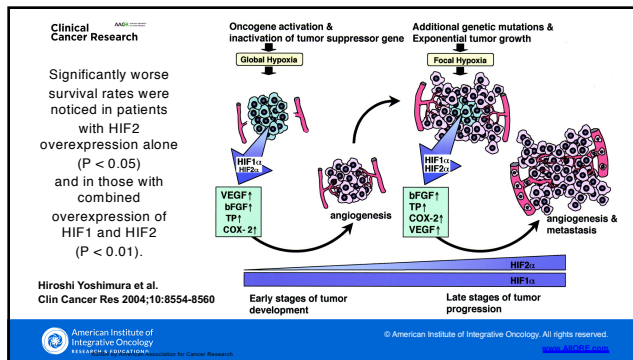 Clinical
Cancer Research
AACR
Significantly worse
survival rates were
noticed in patients
with HIF2
overexpression alone
(P < 0.05)
and in those with
combined
overexpression of
HIF1 and HIF2
(P < 0.01).
Hiroshi Yoshimura et al.
Clin Cancer Res 2004;10:8554-8560
Oncogene activation &
inactivation of tumor suppressor gene
Global Hypoxia
HIF1α
HIF2α
VEGF↑
bFGF↑
TP↑
COX-2↑
angiogenesis
Additional genetic mutations &
Exponential tumor growth
Focal Hypoxia
HIF1α
HIF2α
bFGF↑
TP↑
COX-2↑
VEGF↑
angiogenesis &
metastasis
HIF2α
HIF1α
Early stages of tumor
development
Late stages of tumor
progression
American Institute of
Integrative Oncology
RESEARCH & EDUCATION
Association for Cancer Research
© American Institute of
Integrative Oncology. All rights reserved.
www.AIIORE.com